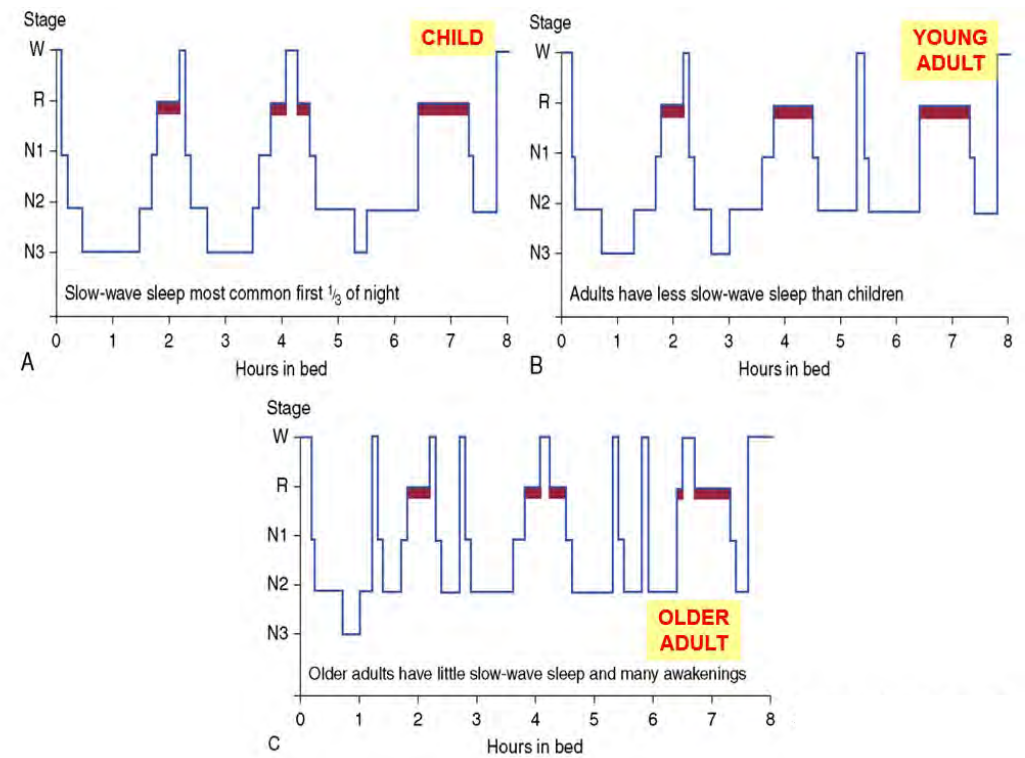 Stage
CHILD
W
R
N1
N2
N3
Slow-wave sleep most common first 1/3 of night
0 1 2 3 4 5 6 7 8
Hours in bed
A
Stage
YOUNG
ADULT
W
R
N1
N2
N3
Adults have less slow-wave sleep than children
0 1 2 3 4 5 6 7 8
Hours in bed
B
Stage
W
R
N1
N2
N3
OLDER
ADULT
Older adults have little slow-wave sleep and many awakenings
0 1 2 3 4 5 6 7 8
Hours in bed
C